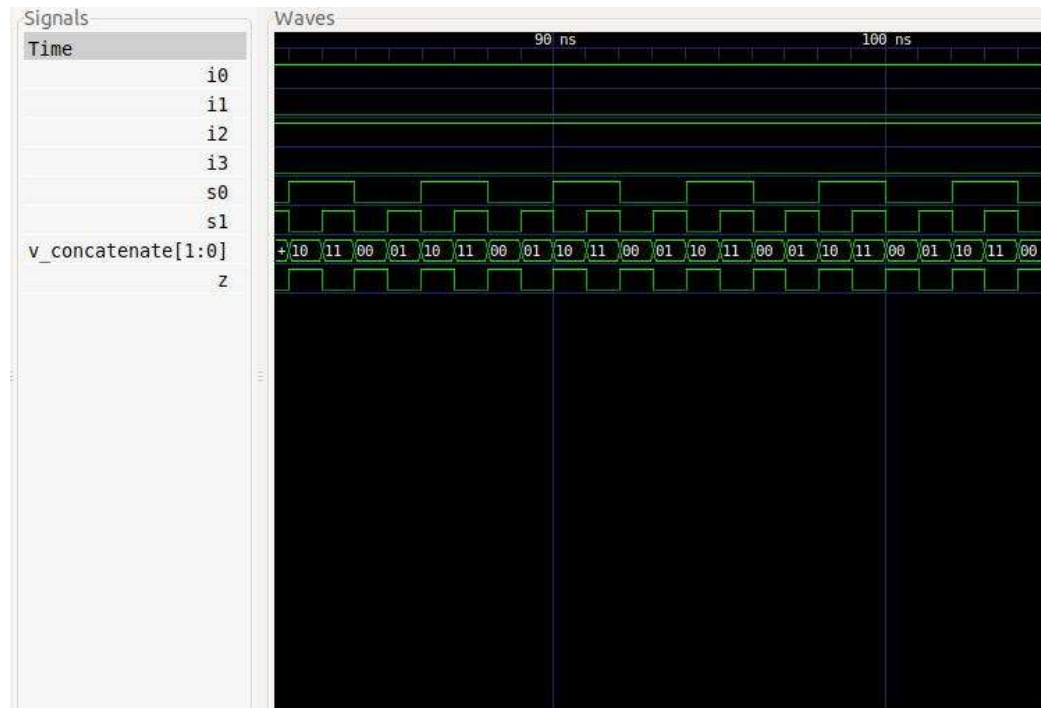 Signals
Waves
Time
90 ns
100 ns
i0
i1
i2
i3
s0
s1
v_concatenate[1:0]
+ 10 11 00 01 10 11 00 01 10 11 00 01 10 11 00 01 10 11 00 01 10 11 00
z